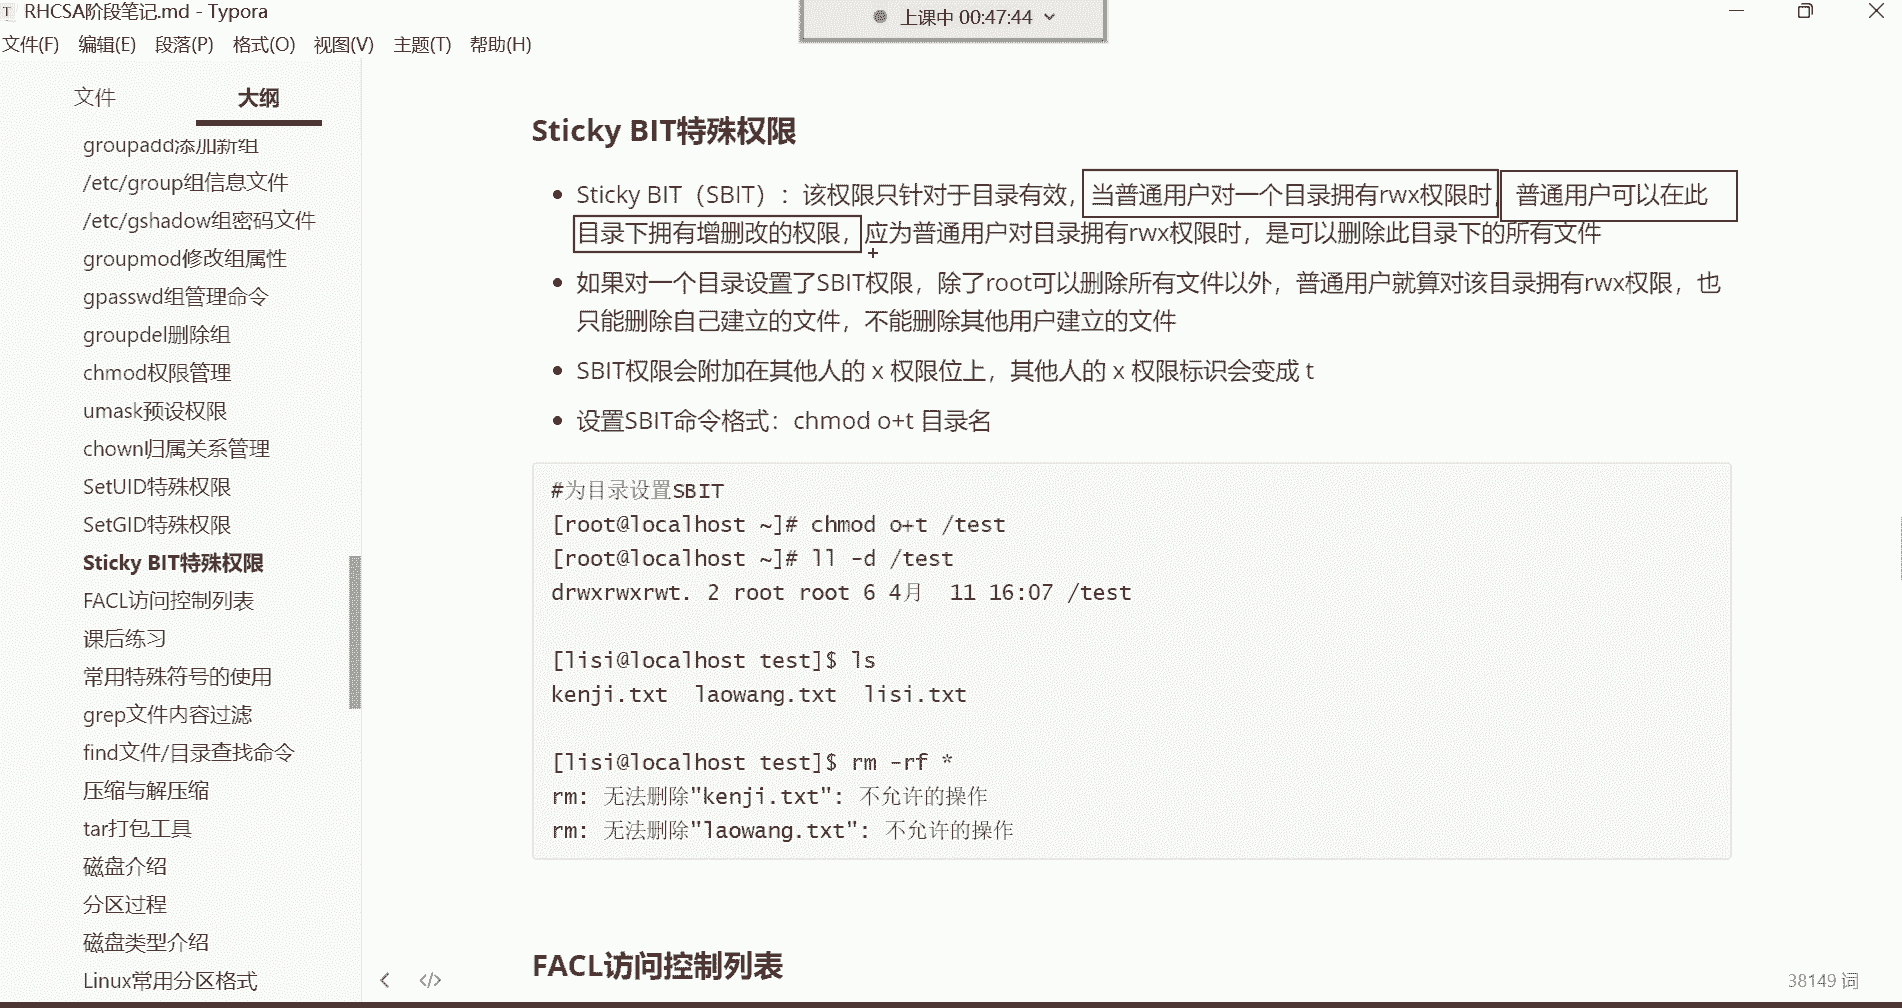 RHCSA阶段笔记.md - Typora
上课中 00:47:44
文件(F) 编辑(E) 段落(P) 格式(O) 视图(V) 主题(T) 帮助(H)
文件 大纲
groupadd添加新组
/etc/group组信息文件
/etc/gshadow组密码文件
groupmod修改组属性
gpasswd组管理命令
groupdel删除组
chmod权限管理
umask预设权限
chownl归属关系管理
SetUID特殊权限
SetGID特殊权限
Sticky BIT特殊权限
FACL访问控制列表
课后练习
常用特殊符号的使用
grep文件内容过滤
find文件/目录查找命令
压缩与解压缩
tar打包工具
磁盘介绍
分区过程
磁盘类型介绍
Linux常用分区格式
Sticky BIT特殊权限
Sticky BIT（SBIT）：该权限只针对于目录有效，当普通用户对一个目录拥有rwx权限时，普通用户可以在此
目录下拥有增删改的权限，应为普通用户对目录拥有rwx权限时，是可以删除此目录下的所有文件
如果对一个目录设置了SBIT权限，除了root可以删除所有文件以外，普通用户就算对该目录拥有rwx权限，也
只能删除自己建立的文件，不能删除其他用户建立的文件
SBIT权限会附加在其他人的 x 权限位上，其他人的 x 权限标识会变成 t
设置SBIT命令格式：chmod o+t 目录名
#为目录设置SBIT
[root@localhost ~]# chmod o+t /test
[root@localhost ~]# ll -d /test
drwxrwxrwt. 2 root root 6 4月  11 16:07 /test
[lisi@localhost test]$ ls
kenji.txt  laowang.txt  lisi.txt
[lisi@localhost test]$ rm -rf *
rm: 无法删除"kenji.txt": 不允许的操作
rm: 无法删除"laowang.txt": 不允许的操作
FACL访问控制列表
38149 词